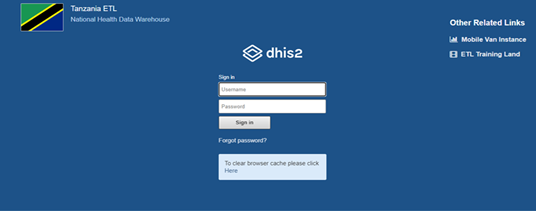 Tanzania ETL
National Health Data Warehouse
Other Related Links
Mobile Van Instance
ETL Training Land
dhis2
Sign in
Username
Password
Sign in
Forgot password?
To clear browser cache please click
Here